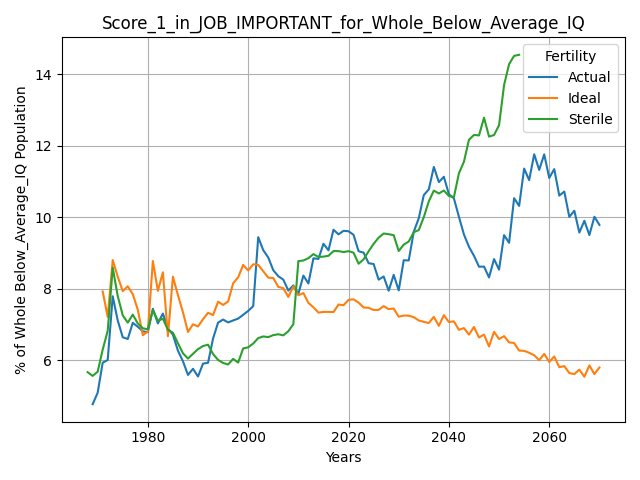 Score_1_in_JOB_IMPORTANT_for_Whole_Below_Average_IQ
% of Whole Below_Average_IQ Population
14
12
10
8
6
Fertility
Actual
Ideal
Sterile
1980 2000 2020 2040 2060
Years